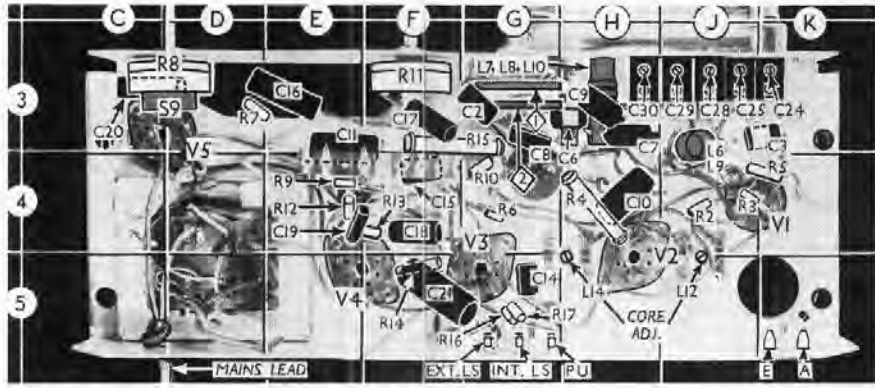 C D E F G H J K
R8 R11 L7, L8, L10
3 S9 C16 C2 C9 C30 C29 C28 C25 C24
C20 R7 C17 1
C11 R15 C8 C6 C7 L6 C3
V5 L9 R5
R9 R10 2
4 C15 R4 C10 R3
R12 R13 R6 R2 V1
C19 C18 V3 V2
V4 C21 C14 L14 L12
5 R14 R17 CORE
R16 ADJ.
MAINS LEAD EXT. LS INT. LS PU E A